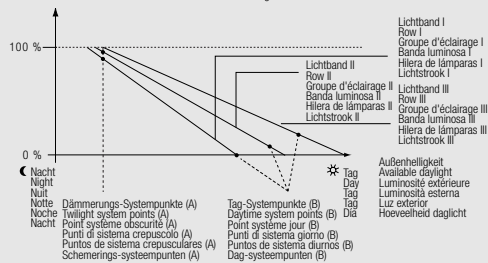 Lichtband I
Row I
Groupe d'éclairage I
Banda luminosa I
Hilera de lámparas I
Lichtstrook I
100 %
Lichtband II
Row II
Groupe d'éclairage II
Banda luminosa II
Hilera de lámparas II
Lichtstrook II
Lichtband III
Row III
Groupe d'éclairage III
Banda luminosa III
Hilera de lámparas III
Lichtstrook III
0 %
Nacht
Night
Nuit
Notte
Noche
Nacht
Dämmerungs-Systempunkte (A)
Twilight system points (A)
Point système obscurité (A)
Punti di sistema crepuscolo (A)
Puntos de sistema crepusculares (A)
Schemerings-systeempunten (A)
Tag-Systempunkte (B)
Daytime system points (B)
Point système jour (B)
Punti di sistema giorno (B)
Puntos de sistema diurnos (B)
Dag-systeempunten (B)
Tag
Day
Tag
Tag
Día
Außenhelligkeit
Available daylight
Luminosité extérieure
Luminosità esterna
Luz exterior
Hoeveelheid daglicht